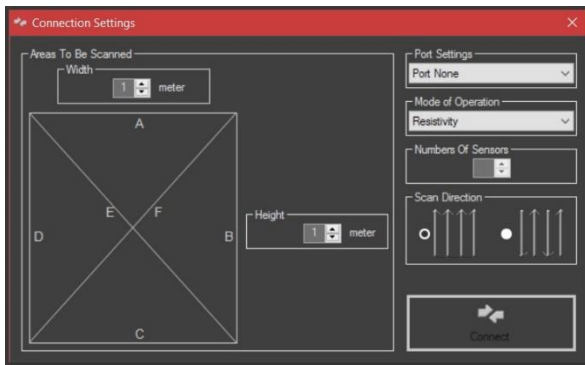 Connection Settings
Areas To Be Scanned
Width
1 meter
A
E F
D B
C
Height
1 meter
Port Settings
Port None
Mode of Operation
Resistivity
Numbers Of Sensors
Scan Direction
Connect